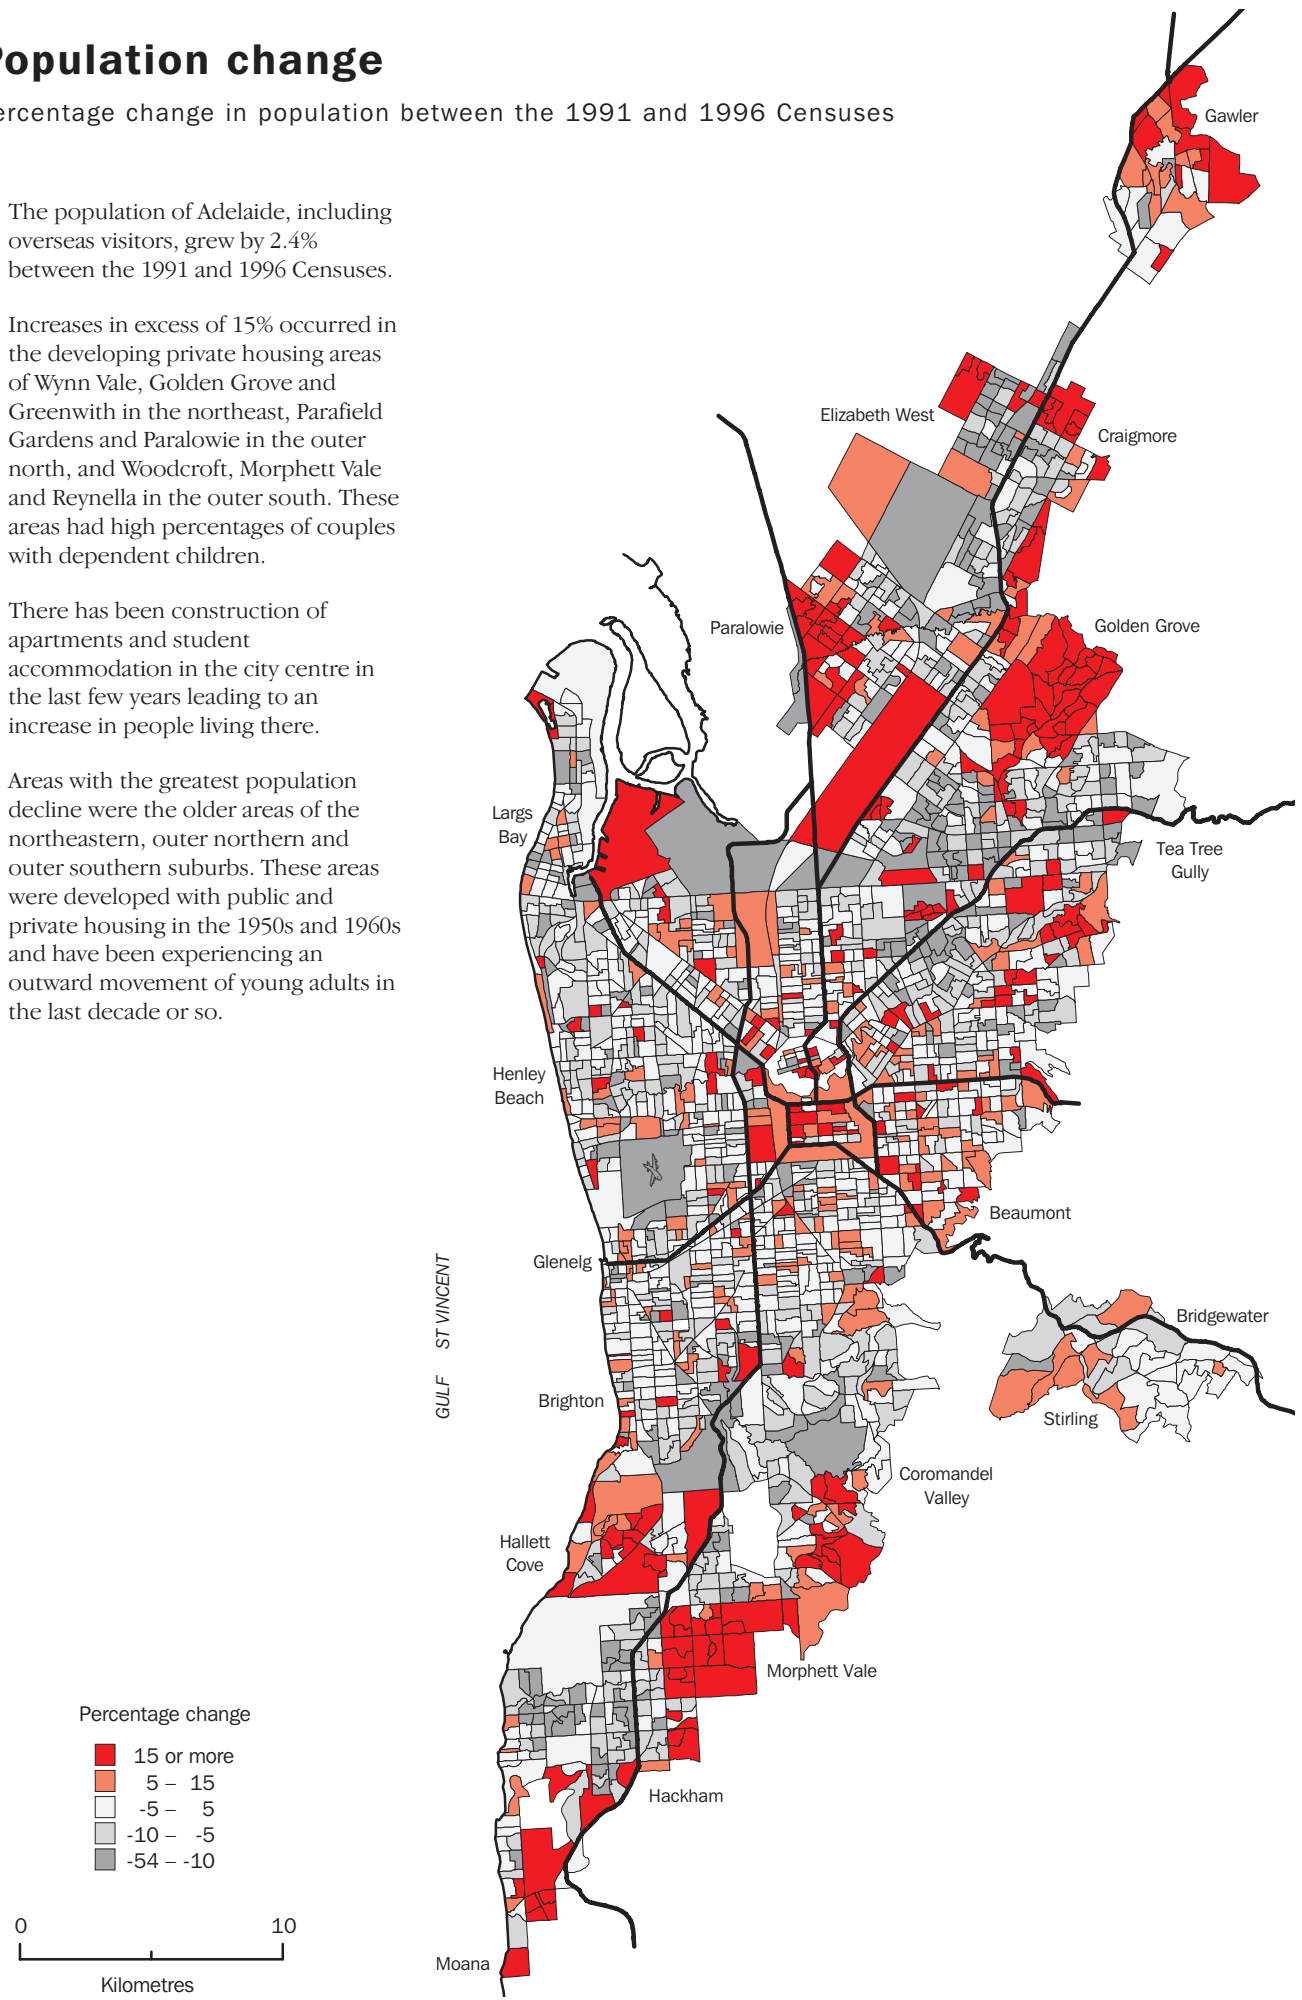 Population change
ercentage change in population between the 1991 and 1996 Censuses
The population of Adelaide, including
overseas visitors, grew by 2.4%
between the 1991 and 1996 Censuses.
Increases in excess of 15% occurred in
the developing private housing areas
of Wynn Vale, Golden Grove and
Greenwith in the northeast, Parafield
Gardens and Paralowie in the outer
north, and Woodcroft, Morphett Vale
and Reynella in the outer south. These
areas had high percentages of couples
with dependent children.
There has been construction of
apartments and student
accommodation in the city centre in
the last few years leading to an
increase in people living there.
Areas with the greatest population
decline were the older areas of the
northeastern, outer northern and
outer southern suburbs. These areas
were developed with public and
private housing in the 1950s and 1960s
and have been experiencing an
outward movement of young adults in
the last decade or so.
Gawler
Elizabeth West
Craigmore
Paralowie
Golden Grove
Largs
Bay
Tea Tree
Gully
Henley
Beach
Beaumont
Glenelg
GULF ST VINCENT
Bridgewater
Brighton
Stirling
Coromandel
Valley
Hallett
Cove
Morphett Vale
Hackham
Moana
Percentage change
15 or more
5 – 15
-5 – 5
-10 – -5
-54 – -10
0 10
Kilometres